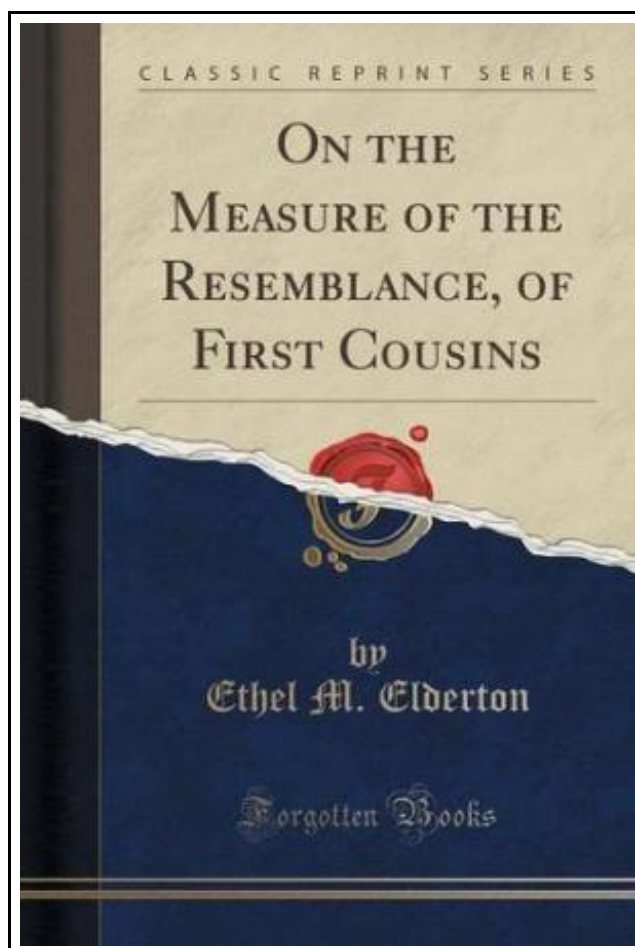 CLASSIC REPRINT SERIES
ON THE
MEASURE OF THE
RESEMBLANCE, OF
FIRST COUSINS
by
Ethel M. Elderton
Forgotten Books